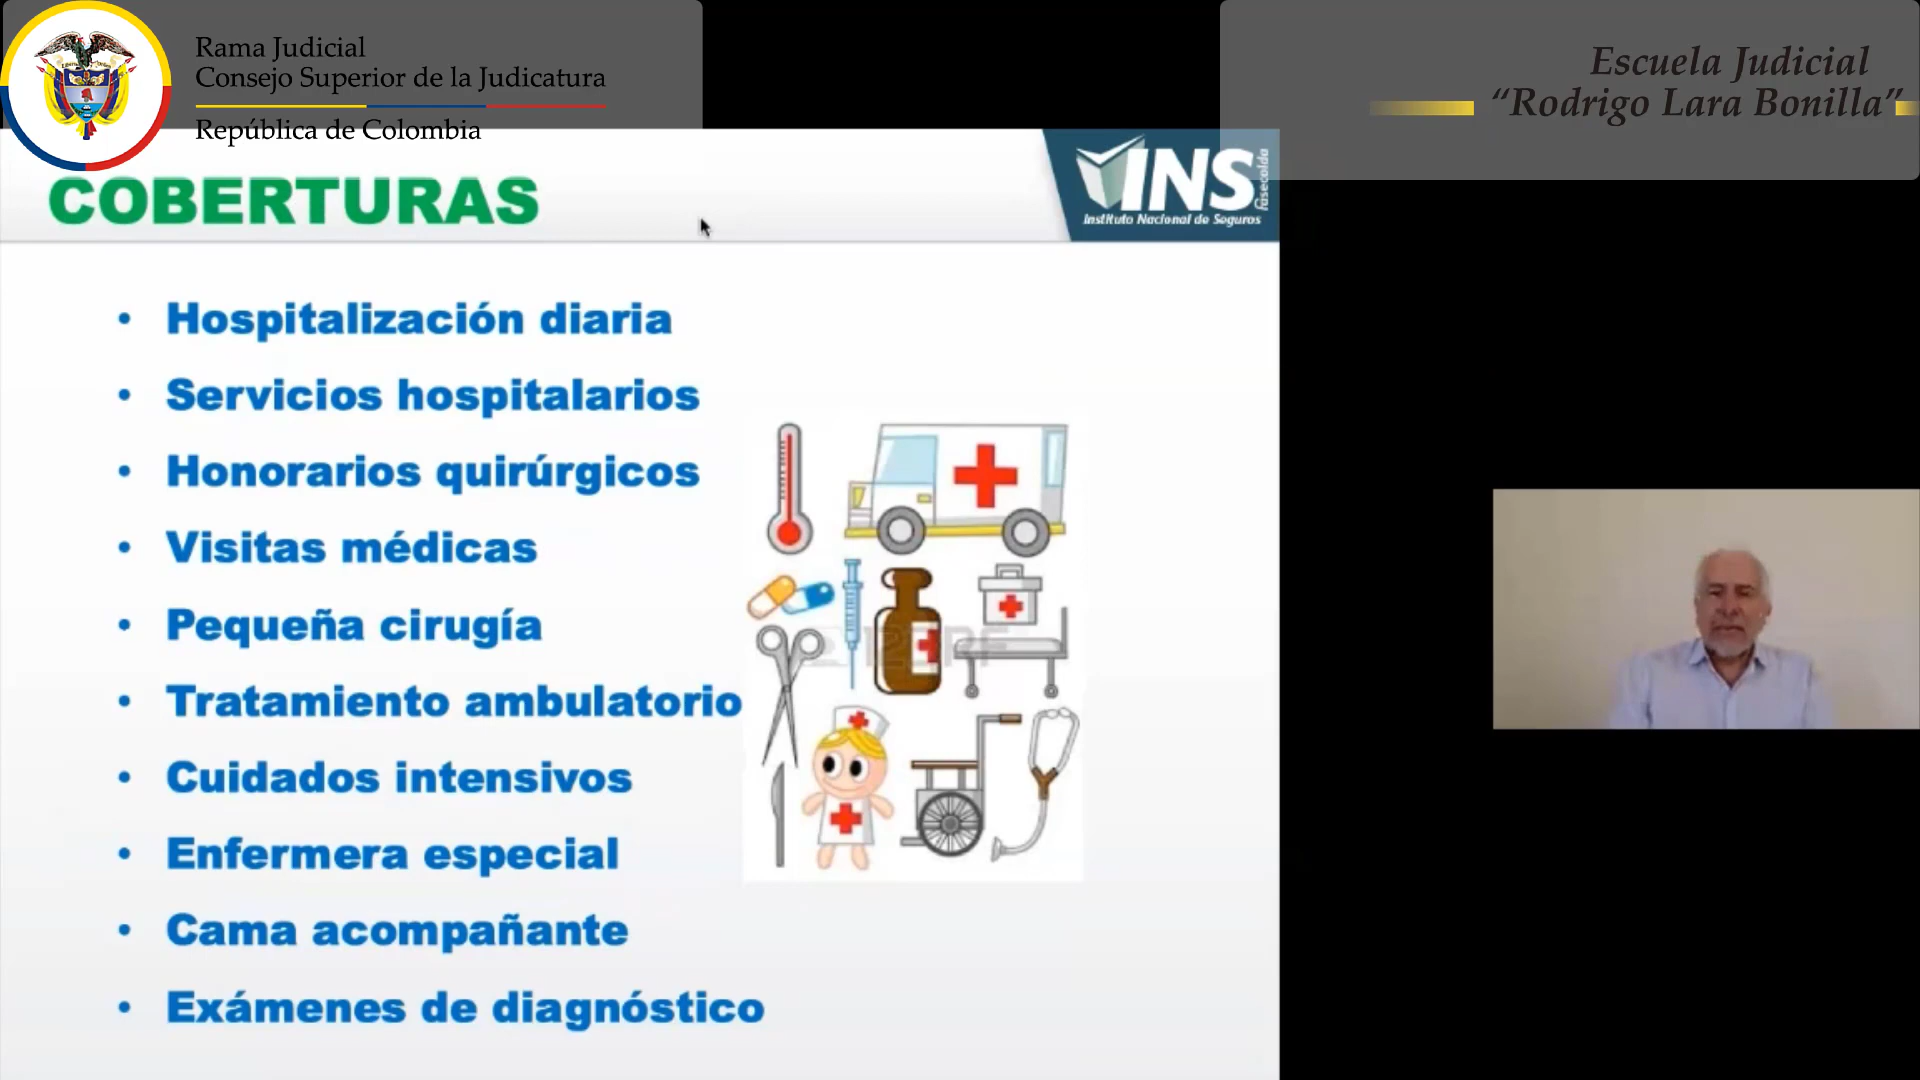 Rama Judicial
Consejo Superior de la Judicatura
República de Colombia
Escuela Judicial
“Rodrigo Lara Bonilla”
COBERTURAS
INS
fasecolda
Instituto Nacional de Seguros
• Hospitalización diaria
• Servicios hospitalarios
• Honorarios quirúrgicos
• Visitas médicas
• Pequeña cirugía
• Tratamiento ambulatorio
• Cuidados intensivos
• Enfermera especial
• Cama acompañante
• Exámenes de diagnóstico
123RF